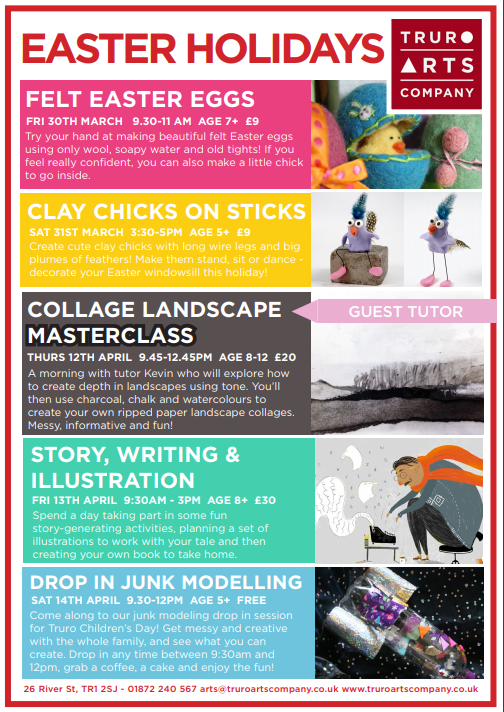 EASTER HOLIDAYS
TRURO
ARTS
COMPANY
FELT EASTER EGGS
FRI 30TH MARCH 9.30-11 AM AGE 7+ £9
Try your hand at making beautiful felt Easter eggs
using only wool, soapy water and old tights! If you
feel really confident, you can also make a little chick
to go inside.
CLAY CHICKS ON STICKS
SAT 31ST MARCH 3:30-5PM AGE 5+ £9
Create cute clay chicks with long wire legs and big
plumes of feathers! Make them stand, sit or dance -
decorate your Easter windowsill this holiday!
COLLAGE LANDSCAPE
MASTERCLASS
GUEST TUTOR
THURS 12TH APRIL 9.45-12.45PM AGE 8-12 £20
A morning with tutor Kevin who will explore how
to create depth in landscapes using tone. You'll
then use charcoal, chalk and watercolours to
create your own ripped paper landscape collages.
Messy, informative and fun!
STORY, WRITING &
ILLUSTRATION
FRI 13TH APRIL 9:30AM - 3PM AGE 8+ £30
Spend a day taking part in some fun
story-generating activities, planning a set of
illustrations to work with your tale and then
creating your own book to take home.
DROP IN JUNK MODELLING
SAT 14TH APRIL 9.30-12PM AGE 5+ FREE
Come along to our junk modeling drop in session
for Truro Children's Day! Get messy and creative
with the whole family, and see what you can
create. Drop in any time between 9:30am and
12pm, grab a coffee, a cake and enjoy the fun!
26 River St, TR1 2SJ - 01872 240 567 arts@truroartscompany.co.uk www.truroartscompany.co.uk